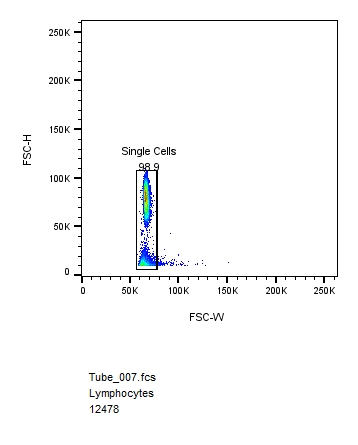 250K
200K
150K
100K
50K
0
FSC-H
Single Cells
98.9
0 50K 100K 150K 200K 250K
FSC-W
Tube_007.fcs
Lymphocytes
12478